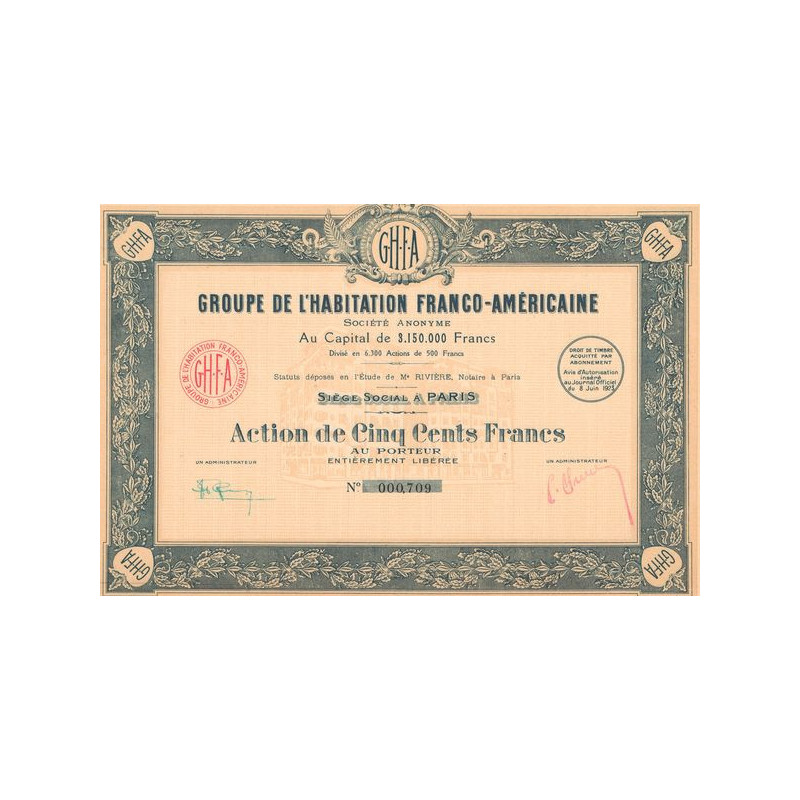 GHFA
GHFA
GHFA
GROUPE DE L'HABITATION FRANCO-AMÉRICAINE
SOCIÉTÉ ANONYME
Au Capital de 3.150.000 Francs
Divisé en 6.300 Actions de 500 Francs
Statuts déposés en l'Étude de Me RIVIÈRE, Notaire à Paris
SIÈGE SOCIAL À PARIS
GROUPE DE L'HABITATION FRANCO-AMÉRICAINE
GH·F·A
DROIT DE TIMBRE
ACQUITTÉ PAR
ABONNEMENT
Avis d'Autorisation
inséré
au Journal Officiel
du 8 Juin 1923
Action de Cinq Cents Francs
AU PORTEUR
ENTIÈREMENT LIBÉRÉE
UN ADMINISTRATEUR
UN ADMINISTRATEUR
No 000,709
GHFA
GHFA